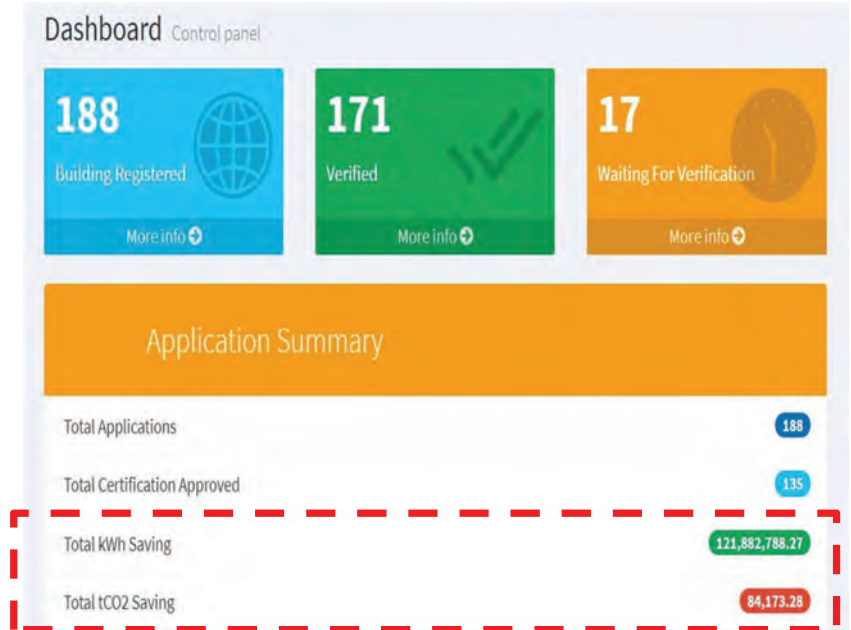 Dashboard Control panel
188
Building Registered
More info
171
Verified
More info
17
Waiting For Verification
More info
Application Summary
Total Applications 188
Total Certification Approved 135
Total kWh Saving 121,882,788.27
Total tCO2 Saving 84,173.28